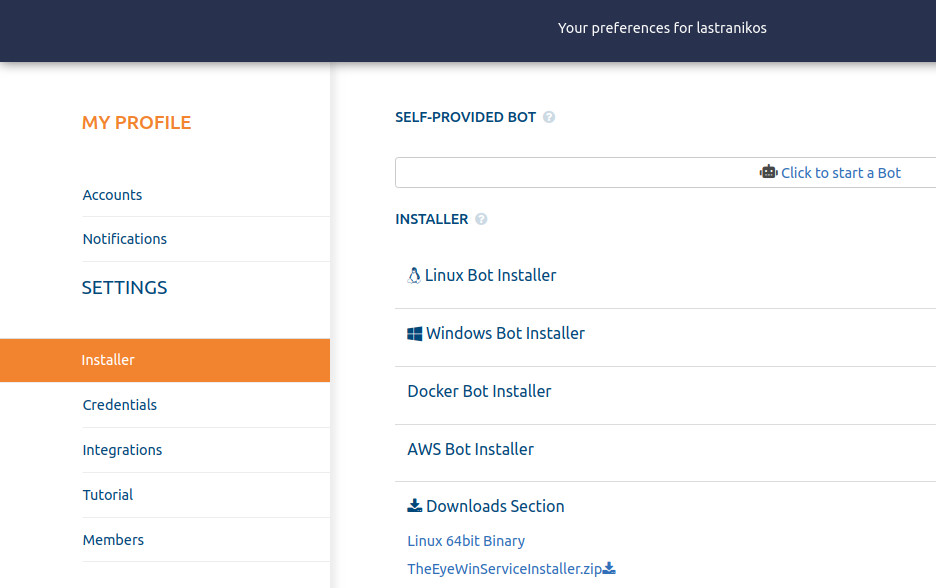 Your preferences for lastranikos
MY PROFILE
Accounts
Notifications
SETTINGS
Installer
Credentials
Integrations
Tutorial
Members
SELF-PROVIDED BOT ?
Click to start a Bot
INSTALLER ?
Linux Bot Installer
Windows Bot Installer
Docker Bot Installer
AWS Bot Installer
Downloads Section
Linux 64bit Binary
TheEyeWinServiceInstaller.zip